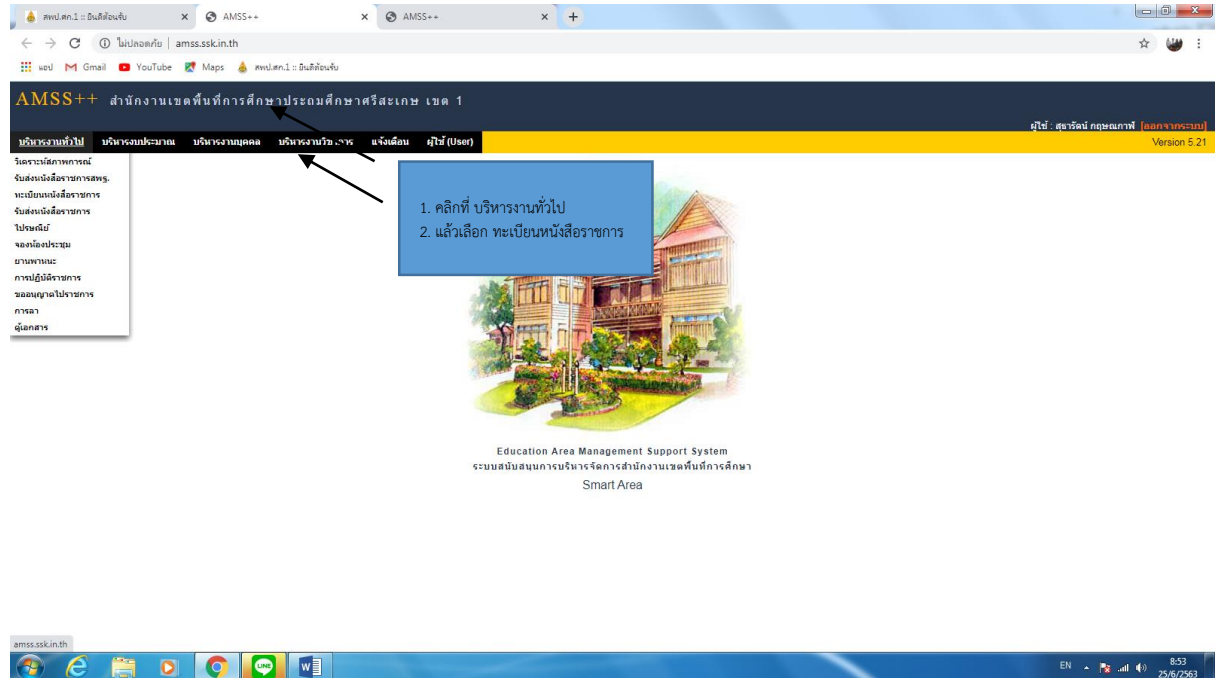 สพป.ศก.1 :: ยินดีต้อนรับ
AMSS++
AMSS++
ไม่ปลอดภัย | amss.ssk.in.th
แอป Gmail YouTube Maps สพป.ศก.1 :: ยินดีต้อนรับ
AMSS++ สำนักงานเขตพื้นที่การศึกษาประถมศึกษาศรีสะเกษ เขต 1
ผู้ใช้ : สุธารัตน์ กฤษณกาฬ [ออกจากระบบ]
บริหารงานทั่วไป บริหารงบประมาณ บริหารงานบุคคล บริหารงานวิชาการ แจ้งเตือน ผู้ใช้ (User) Version 5.21
วิเคราะห์สภาพการณ์
รับส่งหนังสือราชการสพฐ.
ทะเบียนหนังสือราชการ
รับส่งหนังสือราชการ
ไปรษณีย์
จองห้องประชุม
ยานพาหนะ
การปฏิบัติราชการ
ขออนุญาตไปราชการ
การลา
ตู้เอกสาร
1. คลิกที่ บริหารงานทั่วไป
2. แล้วเลือก ทะเบียนหนังสือราชการ
Education Area Management Support System
ระบบสนับสนุนการบริหารจัดการสำนักงานเขตพื้นที่การศึกษา
Smart Area
amss.ssk.in.th
LINE
EN
8:53
25/6/2563